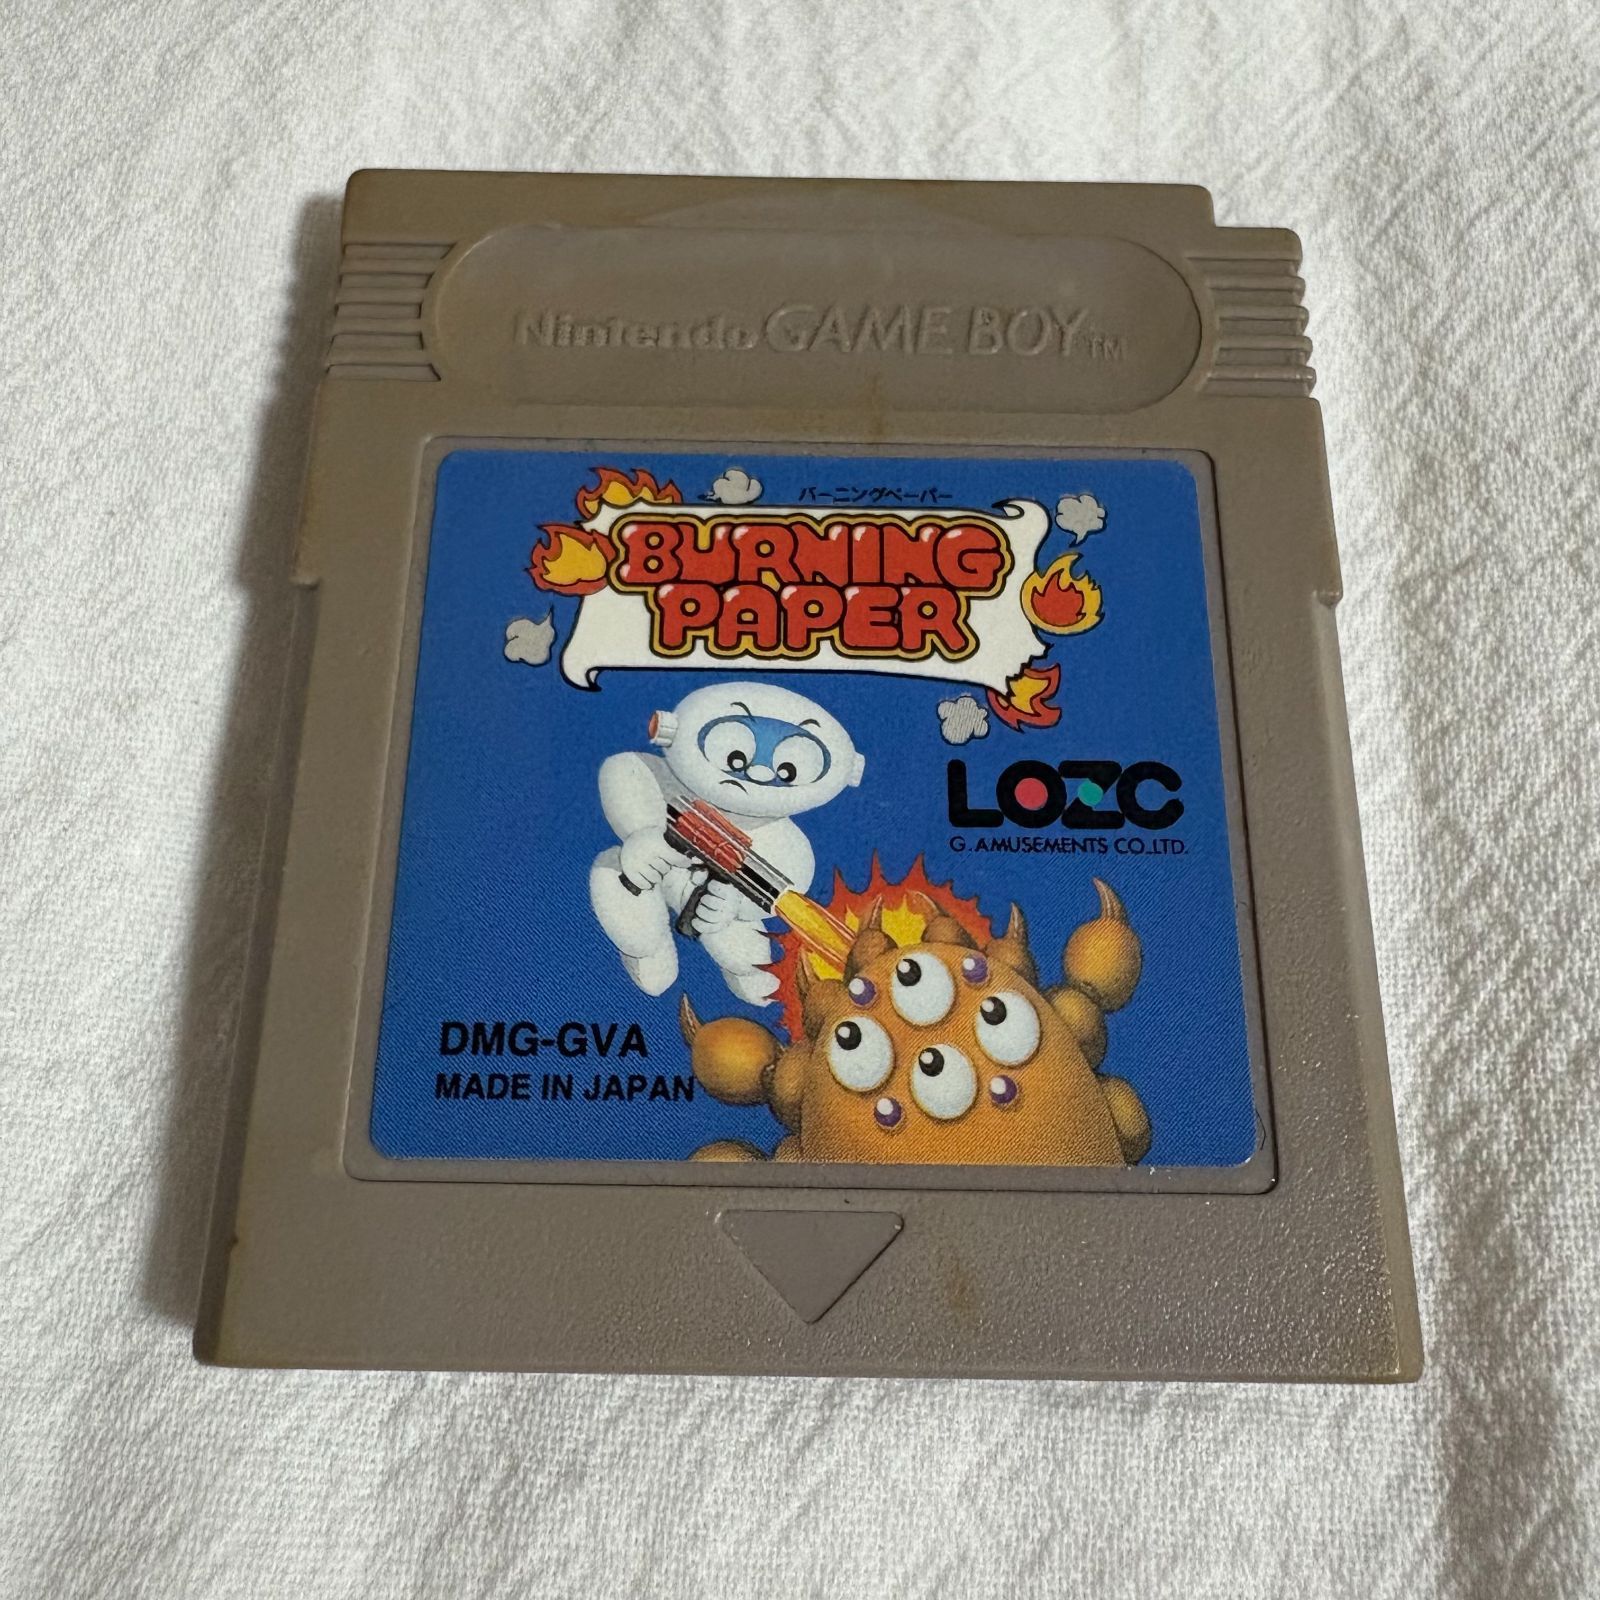 Nintendo GAME BOY TM
バーニングペーパー
BURNING
PAPER
LOZC
G. AMUSEMENTS CO.,LTD.
DMG-GVA
MADE IN JAPAN